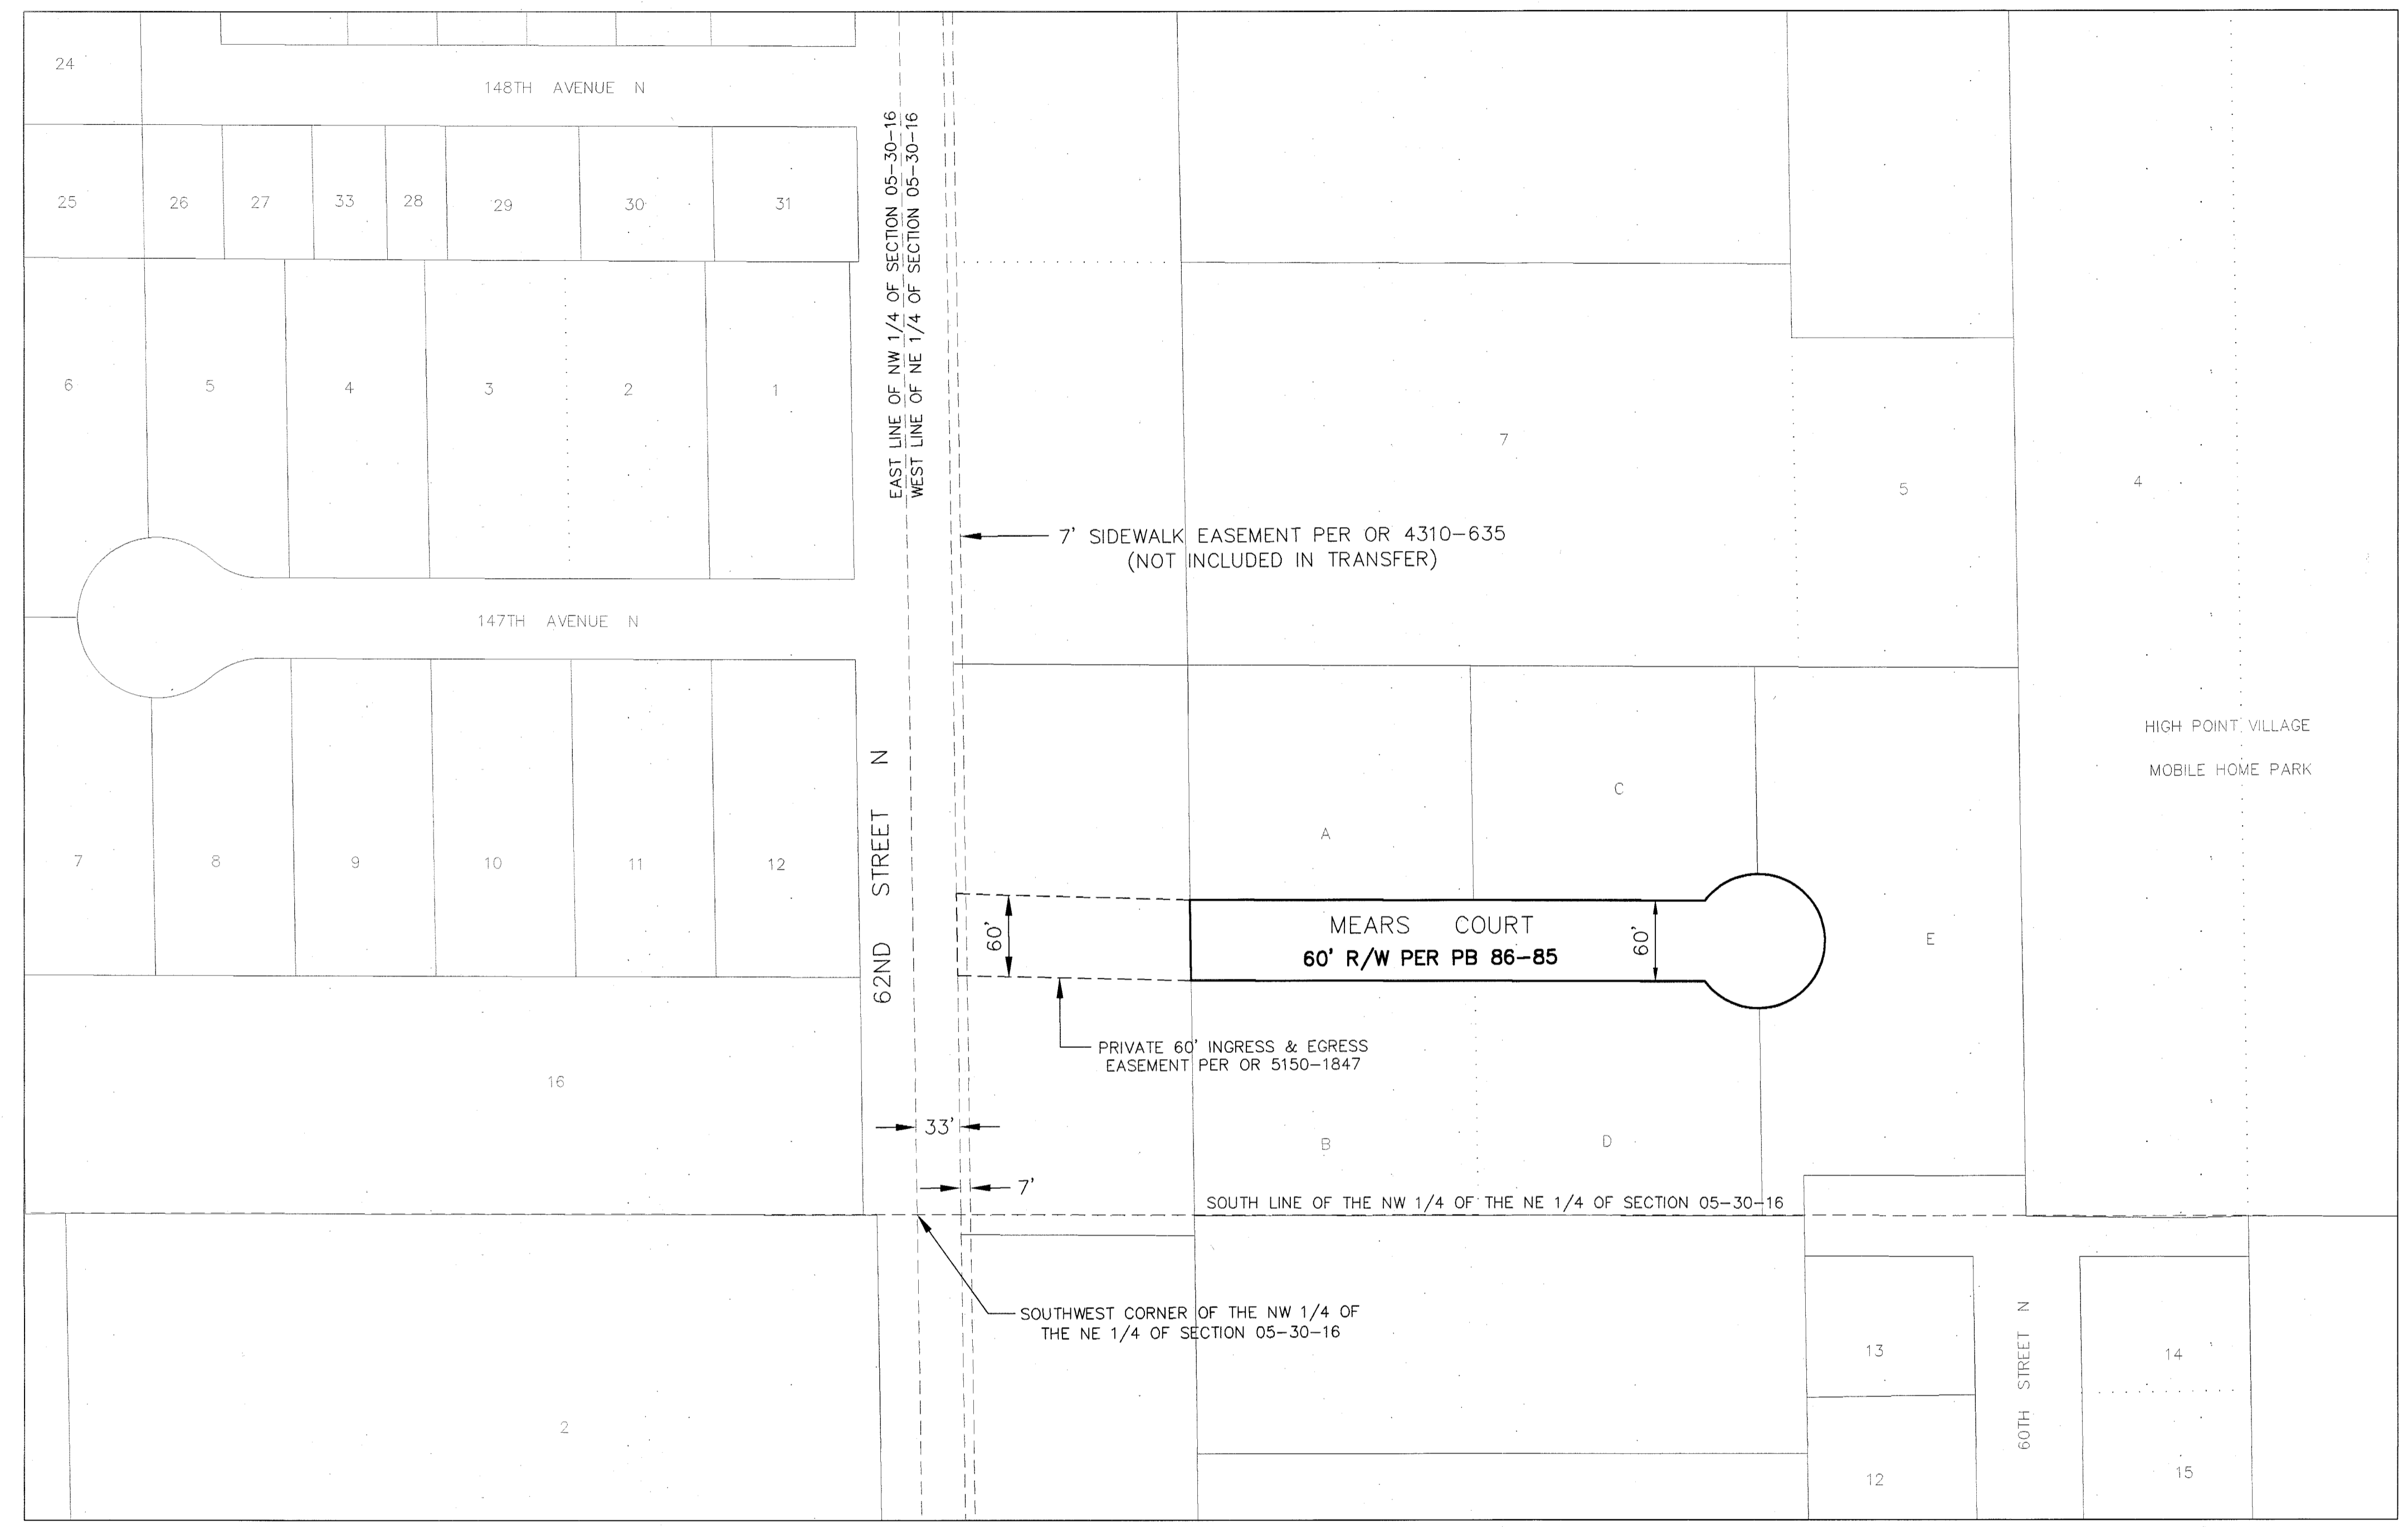 24
148TH AVENUE N
25
26
27
33
28
29
30
31
EAST LINE OF NW 1/4 OF SECTION 05-30-16
WEST LINE OF NE 1/4 OF SECTION 05-30-16
6
5
4
3
2
1
7
5
4
7' SIDEWALK EASEMENT PER OR 4310-635
(NOT INCLUDED IN TRANSFER)
147TH AVENUE N
HIGH POINT VILLAGE
MOBILE HOME PARK
7
8
9
10
11
12
62ND STREET N
A
C
E
60'
MEARS COURT
60' R/W PER PB 86-85
60'
PRIVATE 60' INGRESS & EGRESS
EASEMENT PER OR 5150-1847
16
33'
B
D
7'
SOUTH LINE OF THE NW 1/4 OF THE NE 1/4 OF SECTION 05-30-16
SOUTHWEST CORNER OF THE NW 1/4 OF
THE NE 1/4 OF SECTION 05-30-16
2
13
60TH STREET N
14
12
15